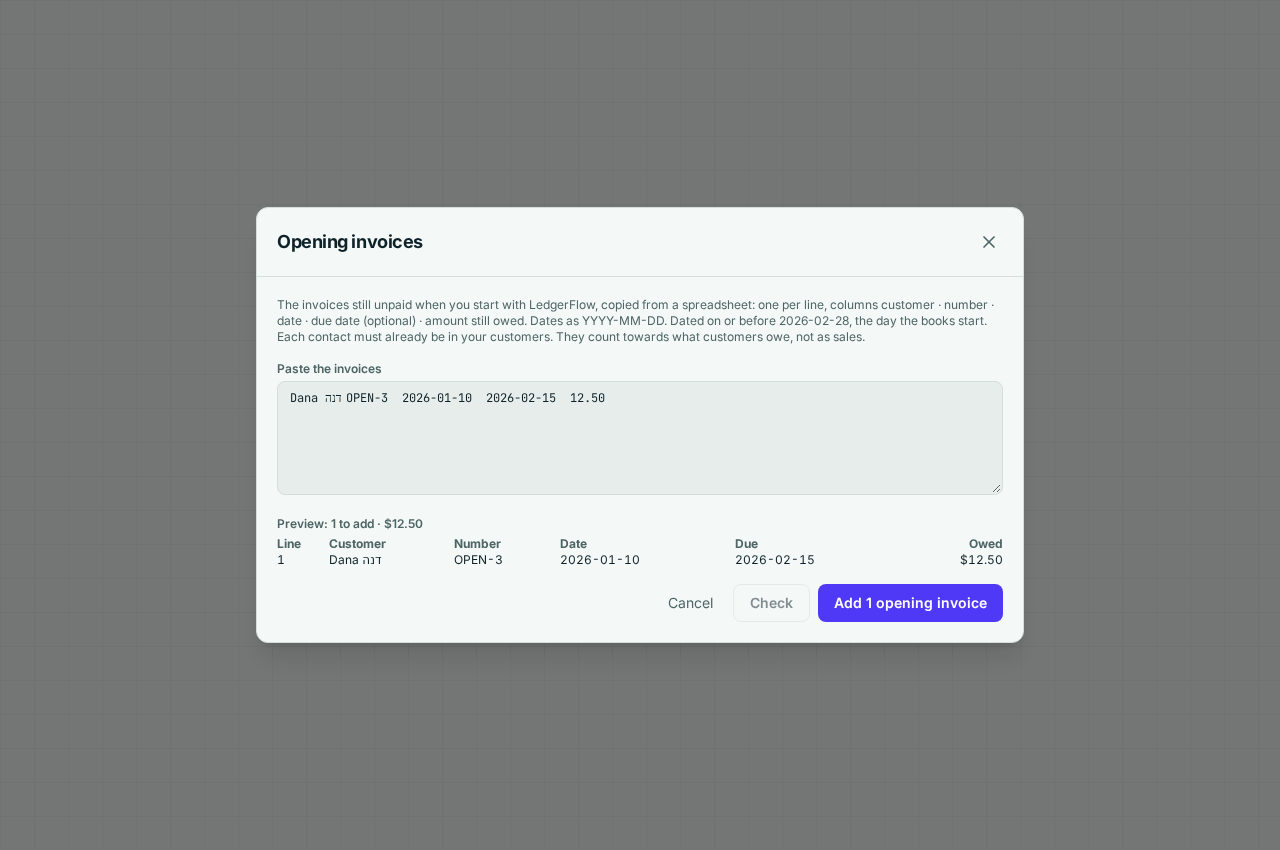 Opening invoices
The invoices still unpaid when you start with LedgerFlow, copied from a spreadsheet: one per line, columns customer · number ·
date · due date (optional) · amount still owed. Dates as YYYY-MM-DD. Dated on or before 2026-02-28, the day the books start.
Each contact must already be in your customers. They count towards what customers owe, not as sales.
Paste the invoices
Dana דנה OPEN-3 2026-01-10 2026-02-15 12.50
Preview: 1 to add · $12.50
Line Customer Number Date Due Owed
1 Dana דנה OPEN-3 2026-01-10 2026-02-15 $12.50
Cancel Check Add 1 opening invoice